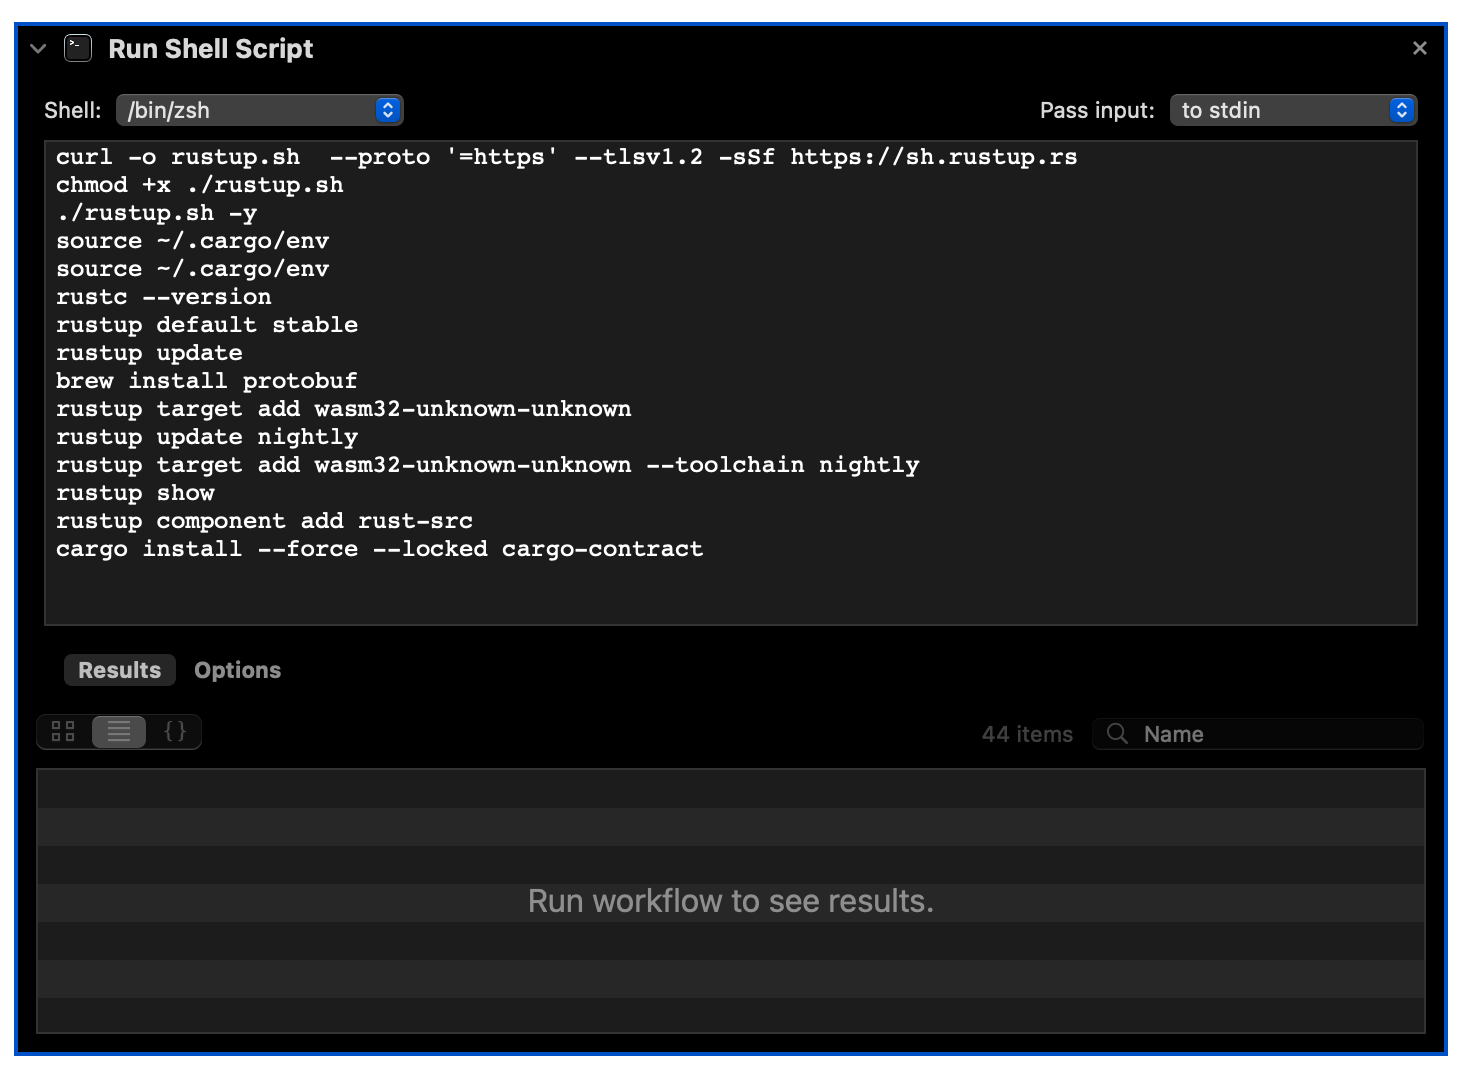 Run Shell Script
Shell: /bin/zsh Pass input: to stdin
curl -o rustup.sh  --proto '=https' --tlsv1.2 -sSf https://sh.rustup.rs
chmod +x ./rustup.sh
./rustup.sh -y
source ~/.cargo/env
source ~/.cargo/env
rustc --version
rustup default stable
rustup update
brew install protobuf
rustup target add wasm32-unknown-unknown
rustup update nightly
rustup target add wasm32-unknown-unknown --toolchain nightly
rustup show
rustup component add rust-src
cargo install --force --locked cargo-contract
Results Options
{} 44 items Name
Run workflow to see results.